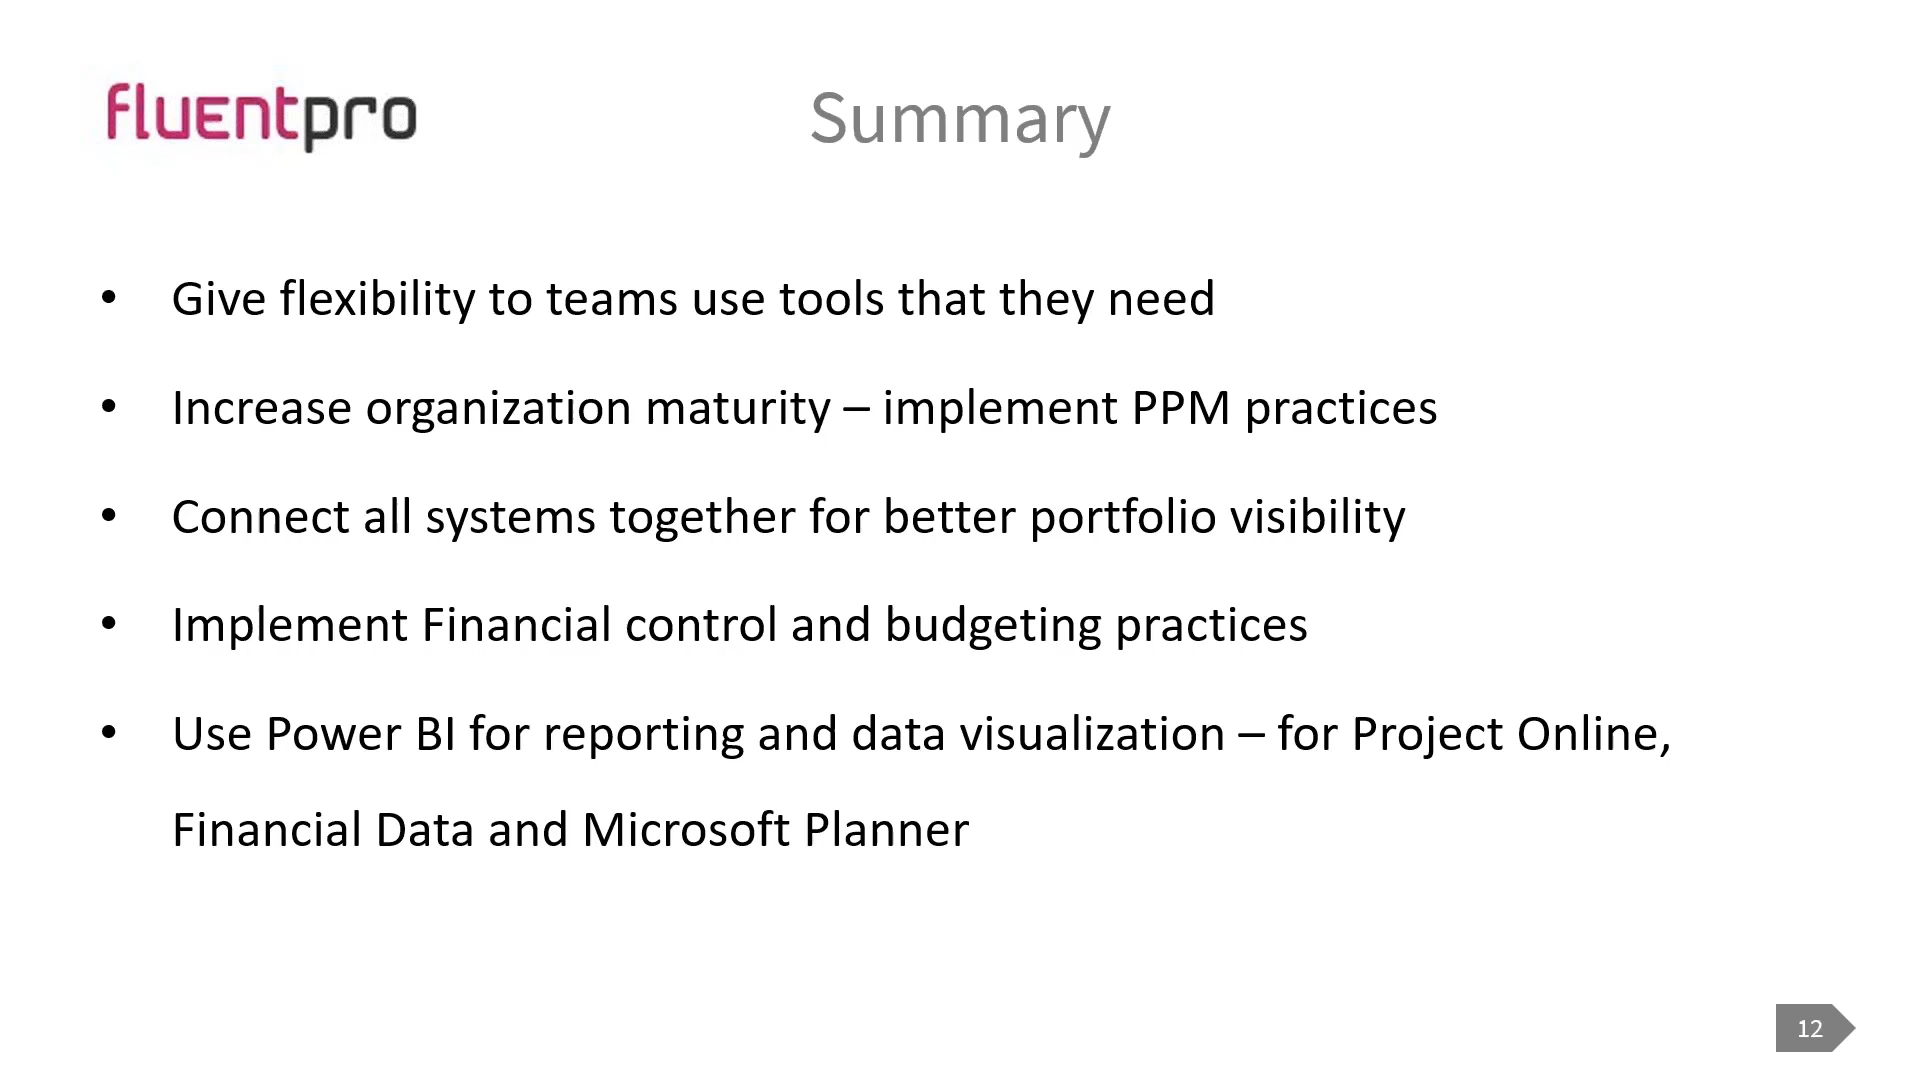 fluentpro
Summary
• Give flexibility to teams use tools that they need
• Increase organization maturity – implement PPM practices
• Connect all systems together for better portfolio visibility
• Implement Financial control and budgeting practices
• Use Power BI for reporting and data visualization – for Project Online,
Financial Data and Microsoft Planner
12